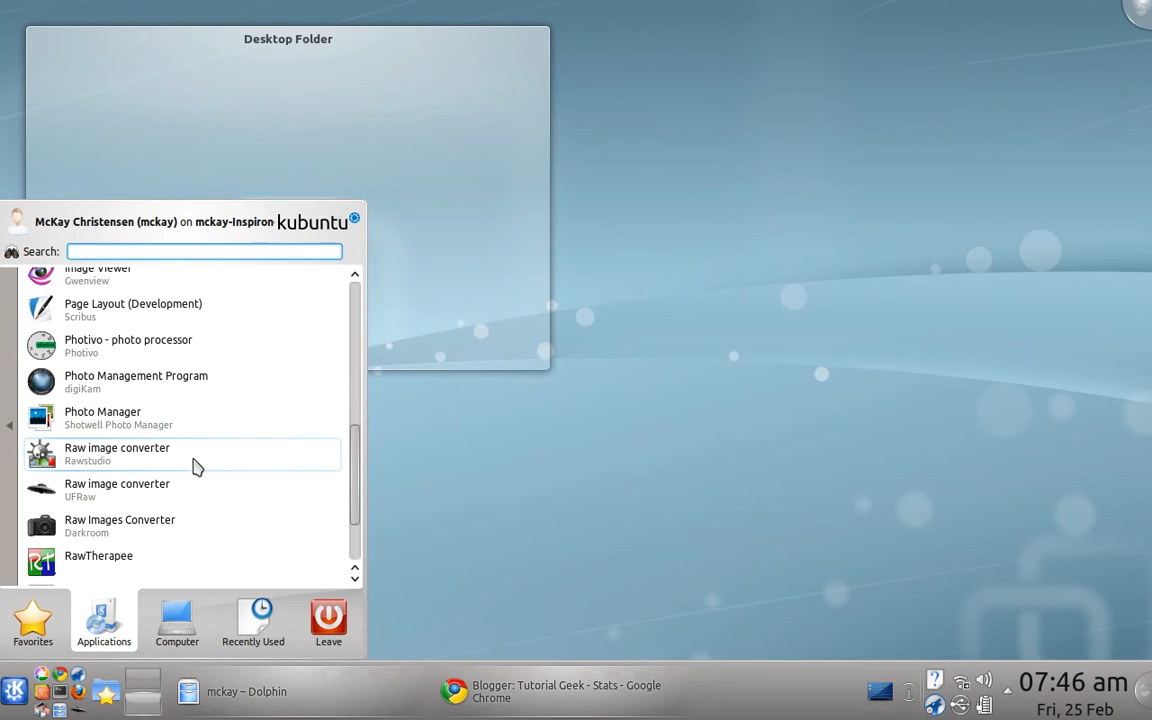 Desktop Folder
McKay Christensen (mckay) on mckay-Inspiron
kubuntu
Search:
Image Viewer
Gwenview
Page Layout (Development)
Scribus
Photivo - photo processor
Photivo
Photo Management Program
digiKam
Photo Manager
Shotwell Photo Manager
Raw image converter
Rawstudio
Raw image converter
UFRaw
Raw Images Converter
Darkroom
RT
RawTherapee
Favorites
Applications
Computer
Recently Used
Leave
mckay – Dolphin
Blogger: Tutorial Geek - Stats - Google
Chrome
07:46 am
Fri, 25 Feb